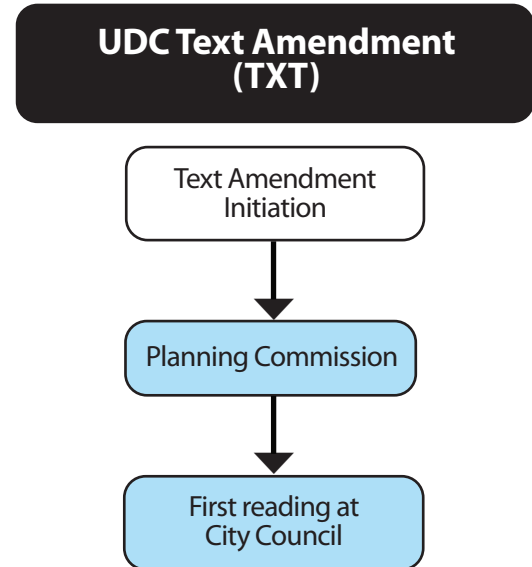 UDC Text Amendment
(TXT)
Text Amendment
Initiation
Planning Commission
First reading at
City Council